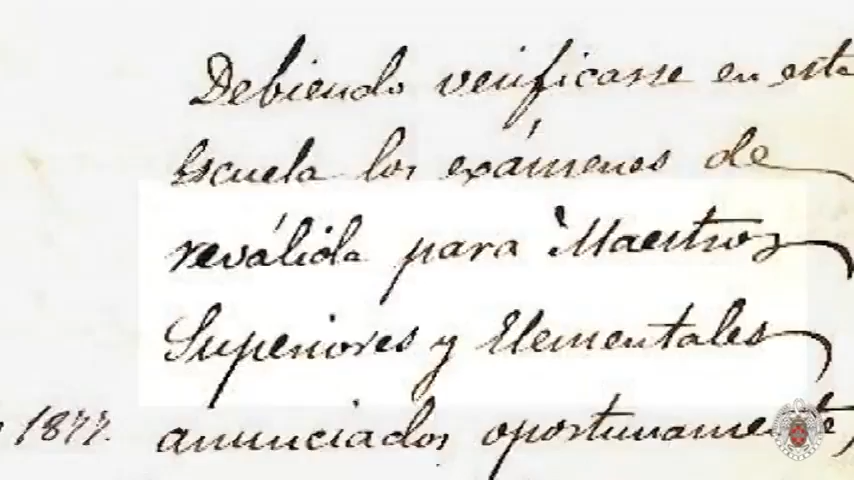 Debiendo verificarse en esta
Escuela los exámenes de
reválida para Maestros
Superiores y Elementales
1877. anunciados oportunamente,